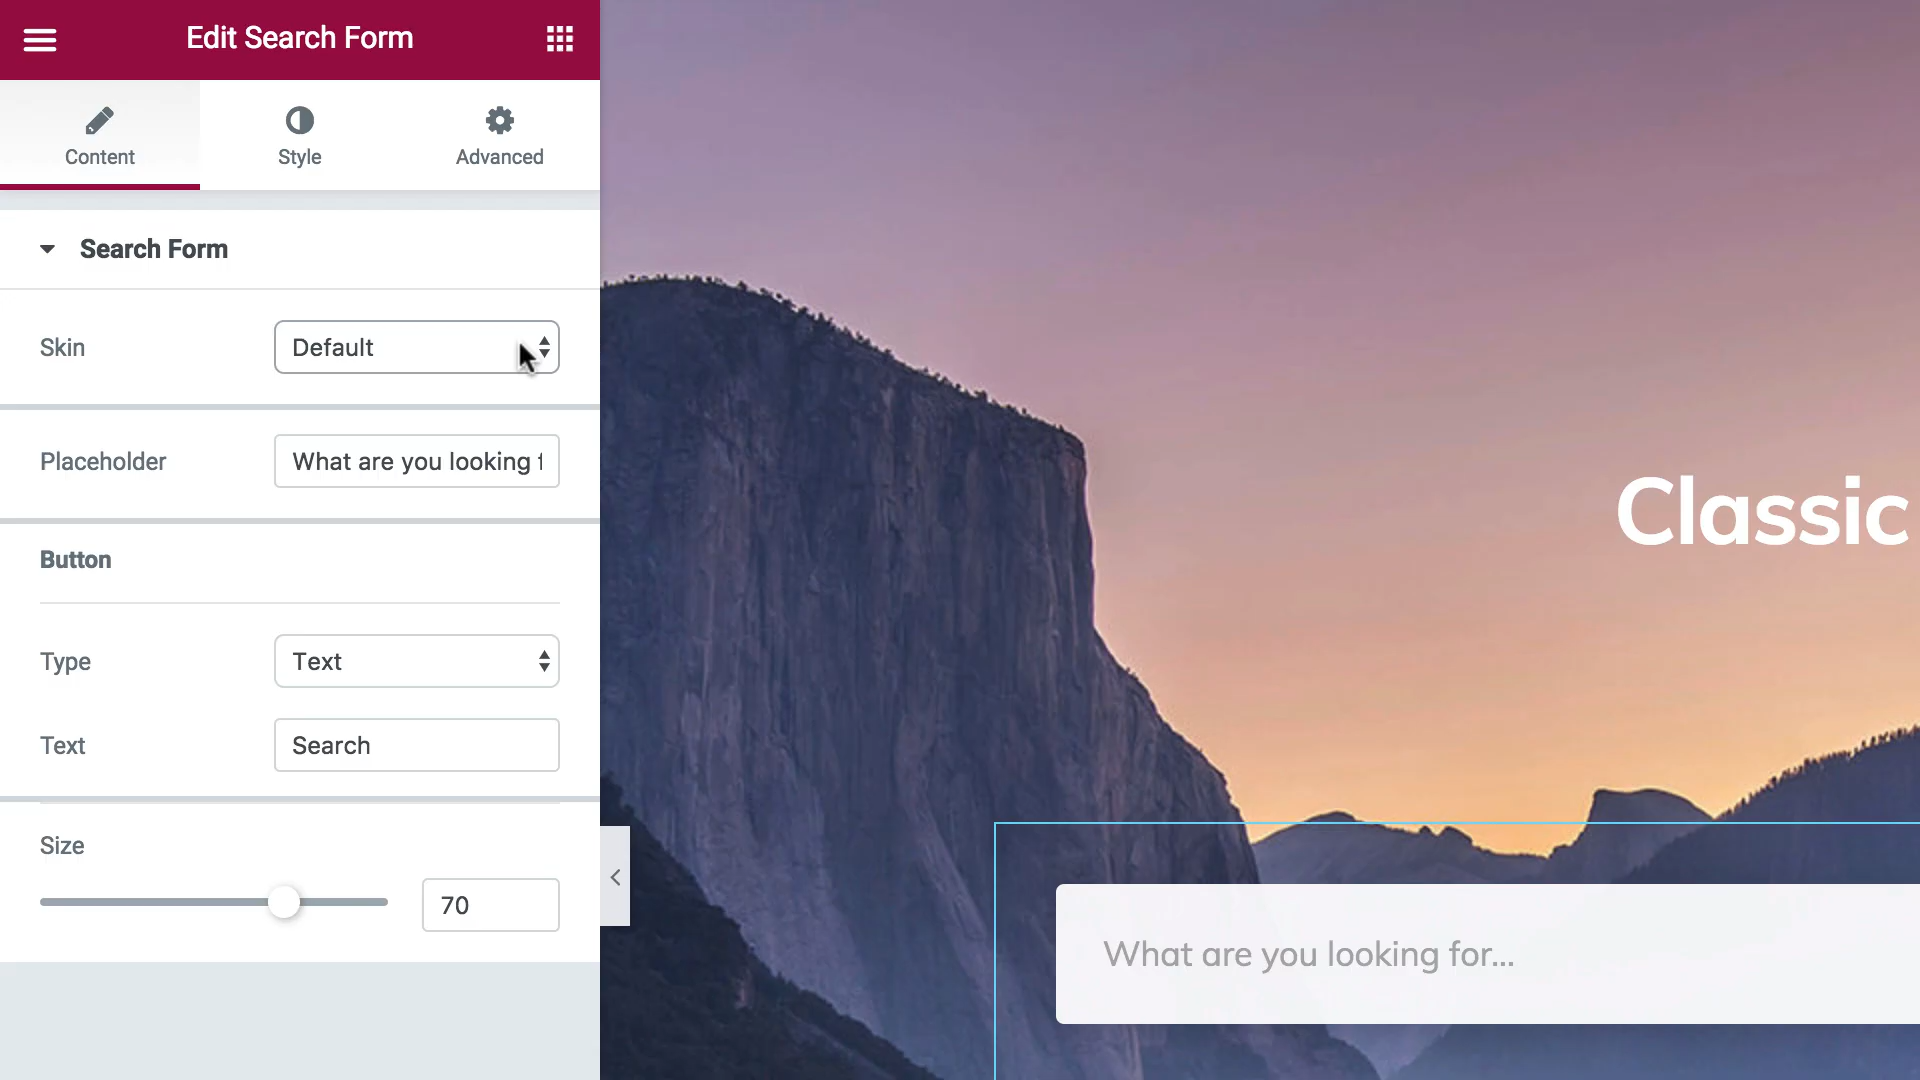 Edit Search Form
Content
Style
Advanced
Search Form
Skin
Default
Placeholder
What are you looking f
Button
Type
Text
Text
Search
Size
70
Classic
What are you looking for...